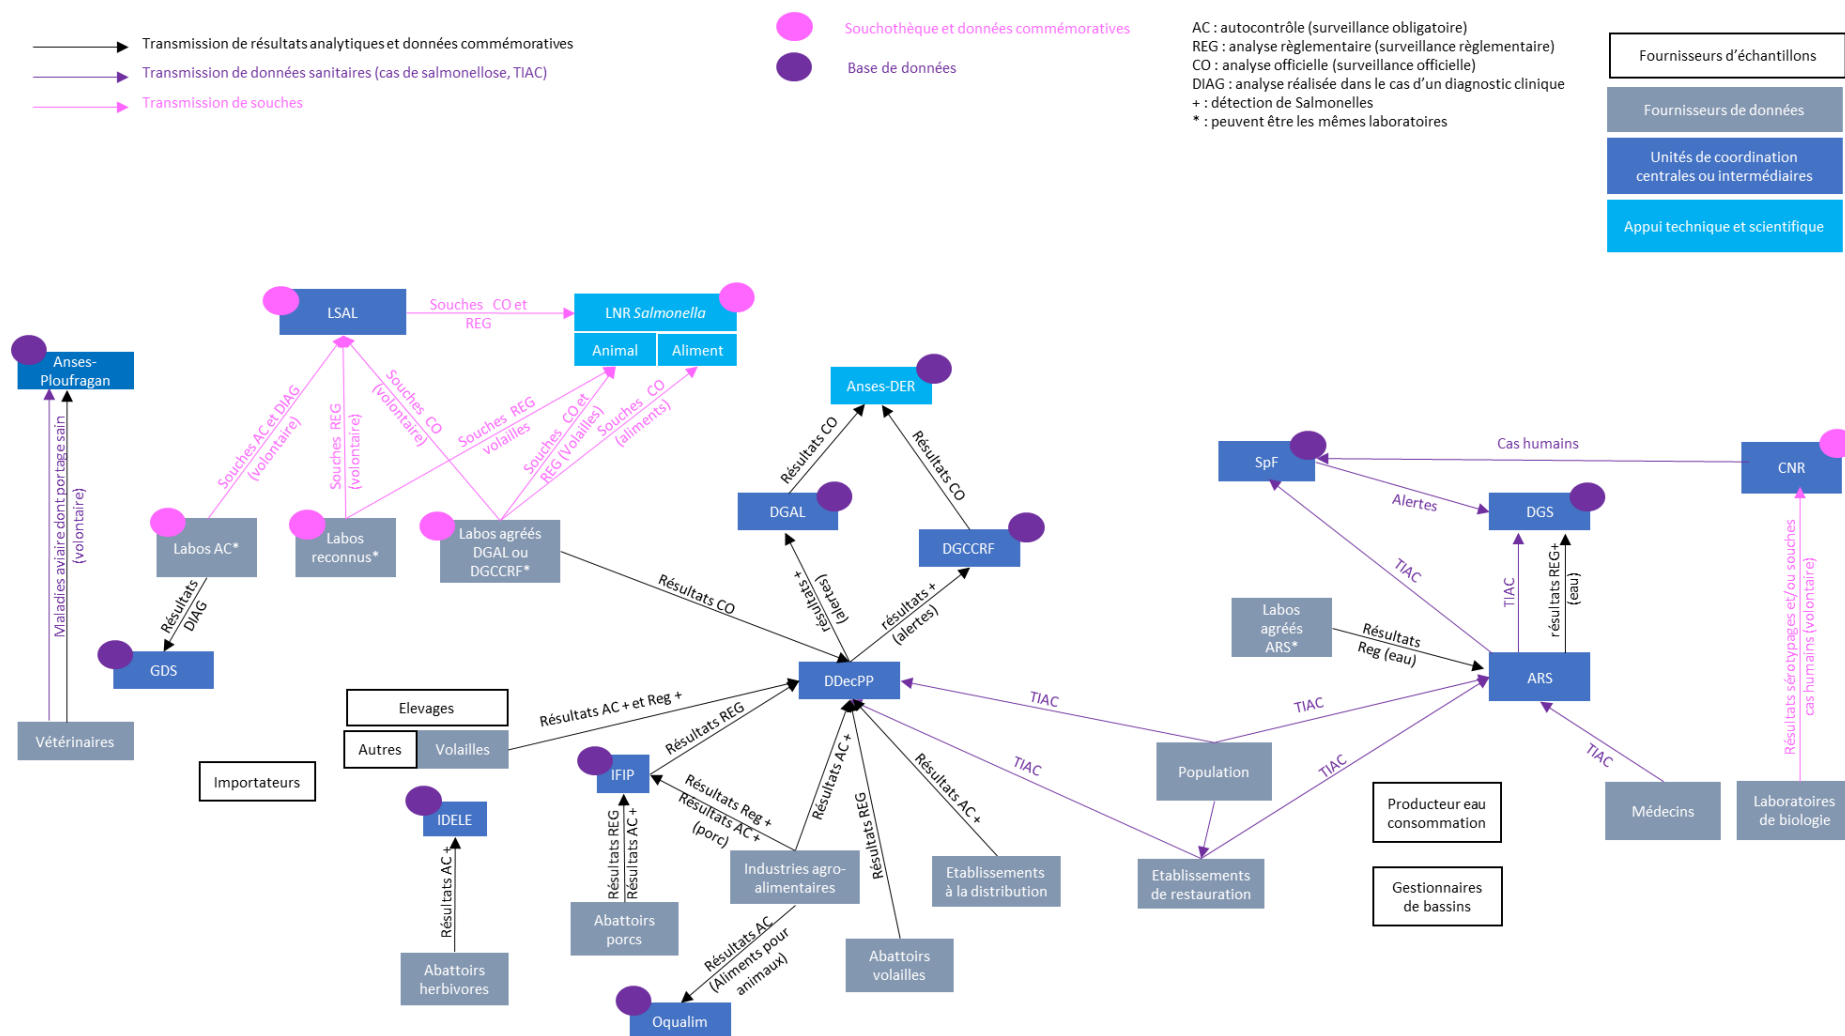 Transmission de résultats analytiques et données commémoratives
Transmission de données sanitaires (cas de salmonellose, TIAC)
Transmission de souches
Souchothèque et données commémoratives
Base de données
AC : autocontrôle (surveillance obligatoire)
REG : analyse règlementaire (surveillance règlementaire)
CO : analyse officielle (surveillance officielle)
DIAG : analyse réalisée dans le cas d'un diagnostic clinique
+ : détection de Salmonelles
* : peuvent être les mêmes laboratoires
Fournisseurs d'échantillons
Fournisseurs de données
Unités de coordination
centrales ou intermédiaires
Appui technique et scientifique
LSAL
Souches CO et
REG
LNR Salmonella
Animal
Aliment
Anses-
Ploufragan
Anses-DER
Souches AC et DIAG
(volontaire)
Souches REG
(volontaire)
Souches CO
(volontaire)
Souches REG
volailles
Souches CO et
REG (Volailles)
Souches CO
(aliments)
Résultats CO
Résultats CO
Maladies aviaire dont portage sain
(volontaire)
Labos AC*
Labos
reconnus*
Labos agréés
DGAL ou
DGCCRF*
DGAL
DGCCRF
SpF
Cas humains
CNR
Alertes
DGS
Résultats
DIAG
GDS
Résultats CO
résultats +
(alertes)
résultats +
(alertes)
TIAC
TIAC
résultats REG+
(eau)
Labos
agréés
ARS*
Résultats
Reg (eau)
ARS
Résultats sérotypages et/ou souches
cas humains (volontaire)
DDecPP
Vétérinaires
Importateurs
Elevages
Autres
Volailles
Résultats AC + et Reg +
Résultats REG
IFIP
IDELE
Résultats AC +
Résultats REG
Résultats AC +
Résultats Reg +
Résultats AC +
(porc)
Résultats AC +
Résultats REG
Résultats AC +
TIAC
TIAC
TIAC
TIAC
TIAC
Population
Producteur eau
consommation
Médecins
Laboratoires
de biologie
Industries agro-
alimentaires
Etablissements
à la distribution
Etablissements
de restauration
Gestionnaires
de bassins
Abattoirs
porcs
Abattoirs
herbivores
Abattoirs
volailles
Résultats AC
(Aliments pour
animaux)
Oqualim